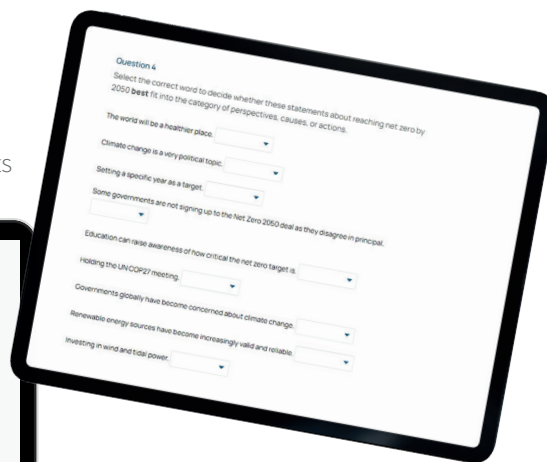 Question 4
Select the correct word to decide whether these statements about reaching net zero by
2050 best fit into the category of perspectives, causes, or actions.
The world will be a healthier place.
Climate change is a very political topic.
Setting a specific year as a target.
Some governments are not signing up to the Net Zero 2050 deal as they disagree in principal.
Education can raise awareness of how critical the net zero target is.
Holding the UN COP27 meeting.
Governments globally have become concerned about climate change.
Renewable energy sources have become increasingly valid and reliable.
Investing in wind and tidal power.